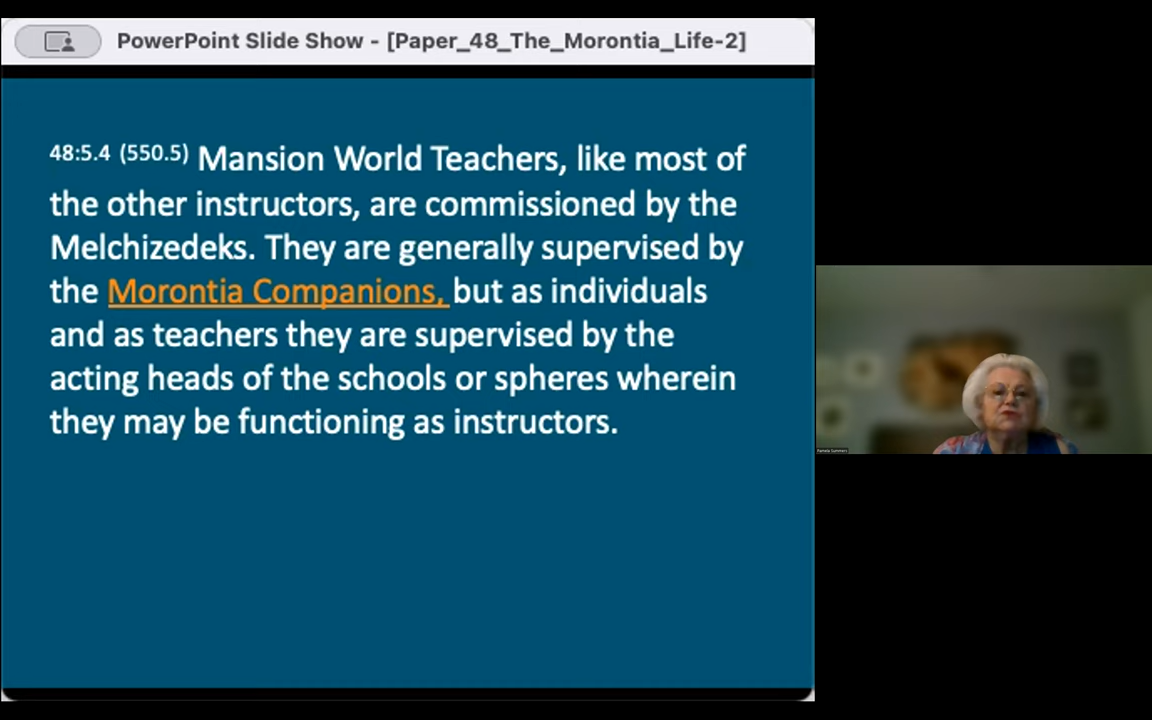 PowerPoint Slide Show - [Paper_48_The_Morontia_Life-2]
48:5.4 (550.5) Mansion World Teachers, like most of
the other instructors, are commissioned by the
Melchizedeks. They are generally supervised by
the Morontia Companions, but as individuals
and as teachers they are supervised by the
acting heads of the schools or spheres wherein
they may be functioning as instructors.
Pamela Summers